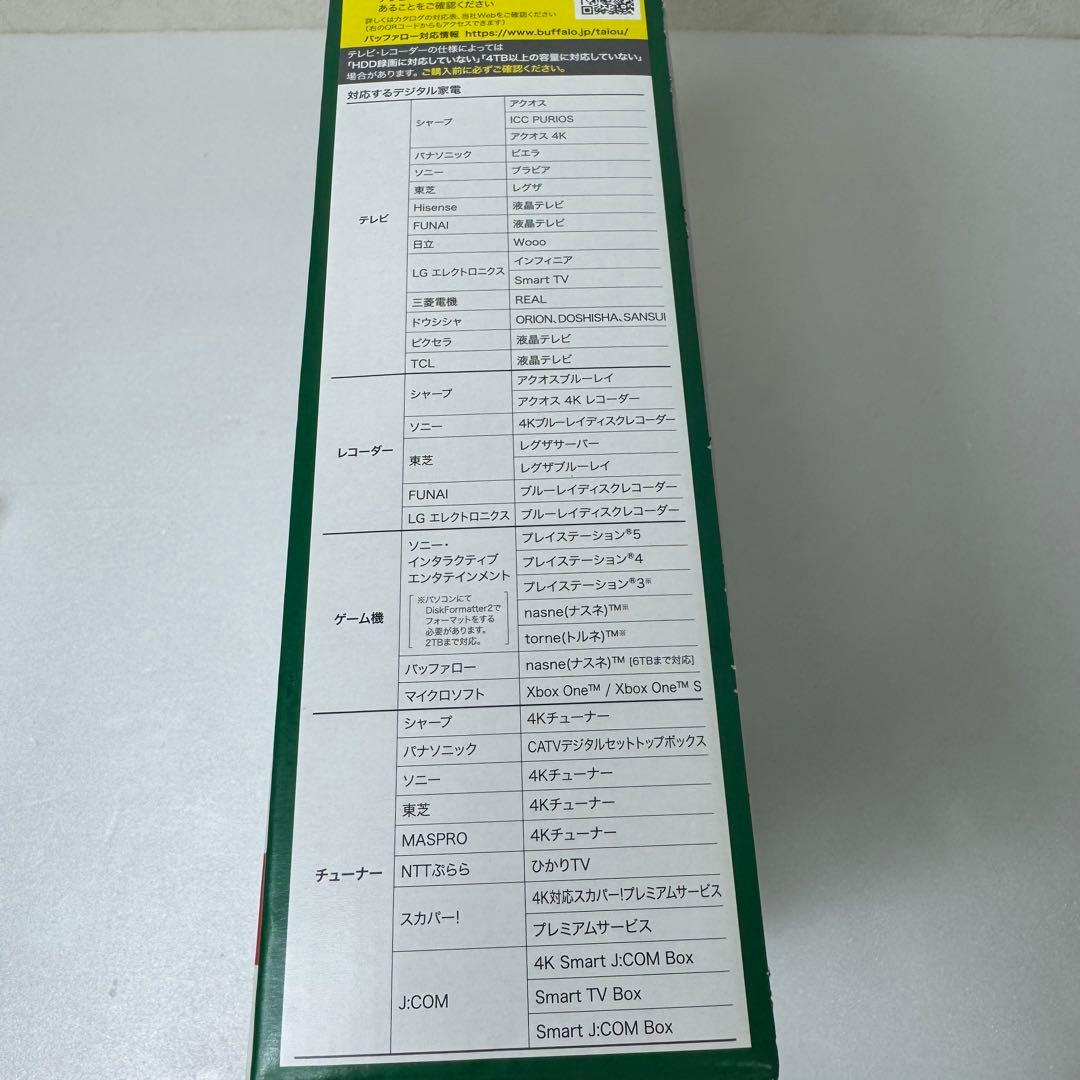 あることをご確認ください
詳しくはカタログの対応表、当社Webをご確認ください
(右のQRコードからもアクセスできます)
バッファロー対応情報 https://www.buffalo.jp/taiou/
テレビ・レコーダーの仕様によっては
「HDD録画に対応していない」「4TB以上の容量に対応していない」
場合があります。ご購入前に必ずご確認ください。
対応するデジタル家電
テレビ
シャープ
アクオス
ICC PURIOS
アクオス 4K
パナソニック ビエラ
ソニー ブラビア
東芝 レグザ
Hisense 液晶テレビ
FUNAI 液晶テレビ
日立 Wooo
LG エレクトロニクス
インフィニア
Smart TV
三菱電機 REAL
ドウシシャ ORION、DOSHISHA、SANSUI
ピクセラ 液晶テレビ
TCL 液晶テレビ
レコーダー
シャープ
アクオスブルーレイ
アクオス 4K レコーダー
ソニー 4Kブルーレイディスクレコーダー
東芝
レグザサーバー
レグザブルーレイ
FUNAI ブルーレイディスクレコーダー
LG エレクトロニクス ブルーレイディスクレコーダー
ゲーム機
ソニー・
インタラクティブ
エンタテインメント
※パソコンにて
DiskFormatter2で
フォーマットをする
必要があります。
2TBまで対応。
プレイステーション®5
プレイステーション®4
プレイステーション®3※
nasne(ナスネ)™※
torne(トルネ)™※
バッファロー nasne(ナスネ)™ [6TBまで対応]
マイクロソフト Xbox One™ / Xbox One™ S
チューナー
シャープ 4Kチューナー
パナソニック CATVデジタルセットトップボックス
ソニー 4Kチューナー
東芝 4Kチューナー
MASPRO 4Kチューナー
NTTぷらら ひかりTV
スカパー!
4K対応スカパー!プレミアムサービス
プレミアムサービス
J:COM
4K Smart J:COM Box
Smart TV Box
Smart J:COM Box